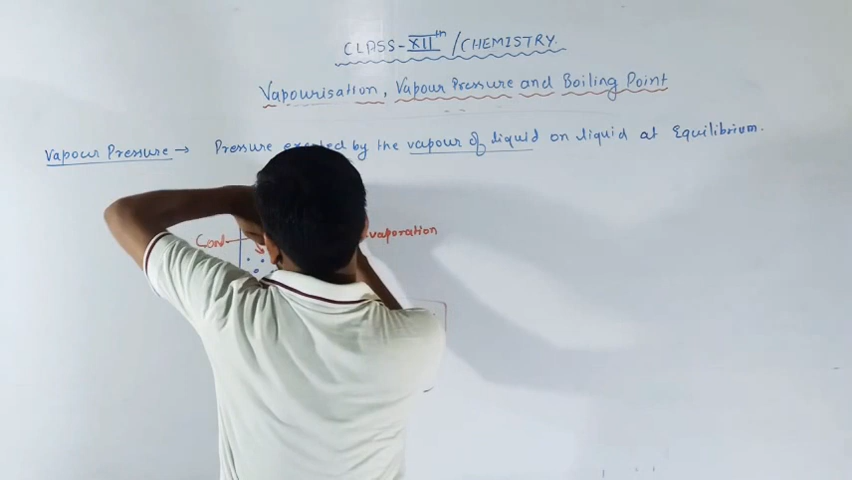 CLASS-XIIth/CHEMISTRY.
Vapourisation, Vapour Pressure and Boiling Point
Vapour Pressure → Pressure exerted by the vapour of liquid on liquid at Equilibrium.
Cond
vaporation